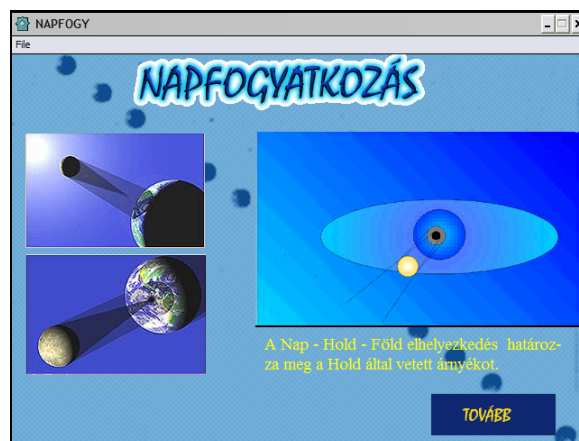 NAPFOGY
File
NAPFOGYATKOZÁS
A Nap - Hold - Föld elhelyezkedés határoz-
za meg a Hold által vetett árnyékot.
TOVÁBB